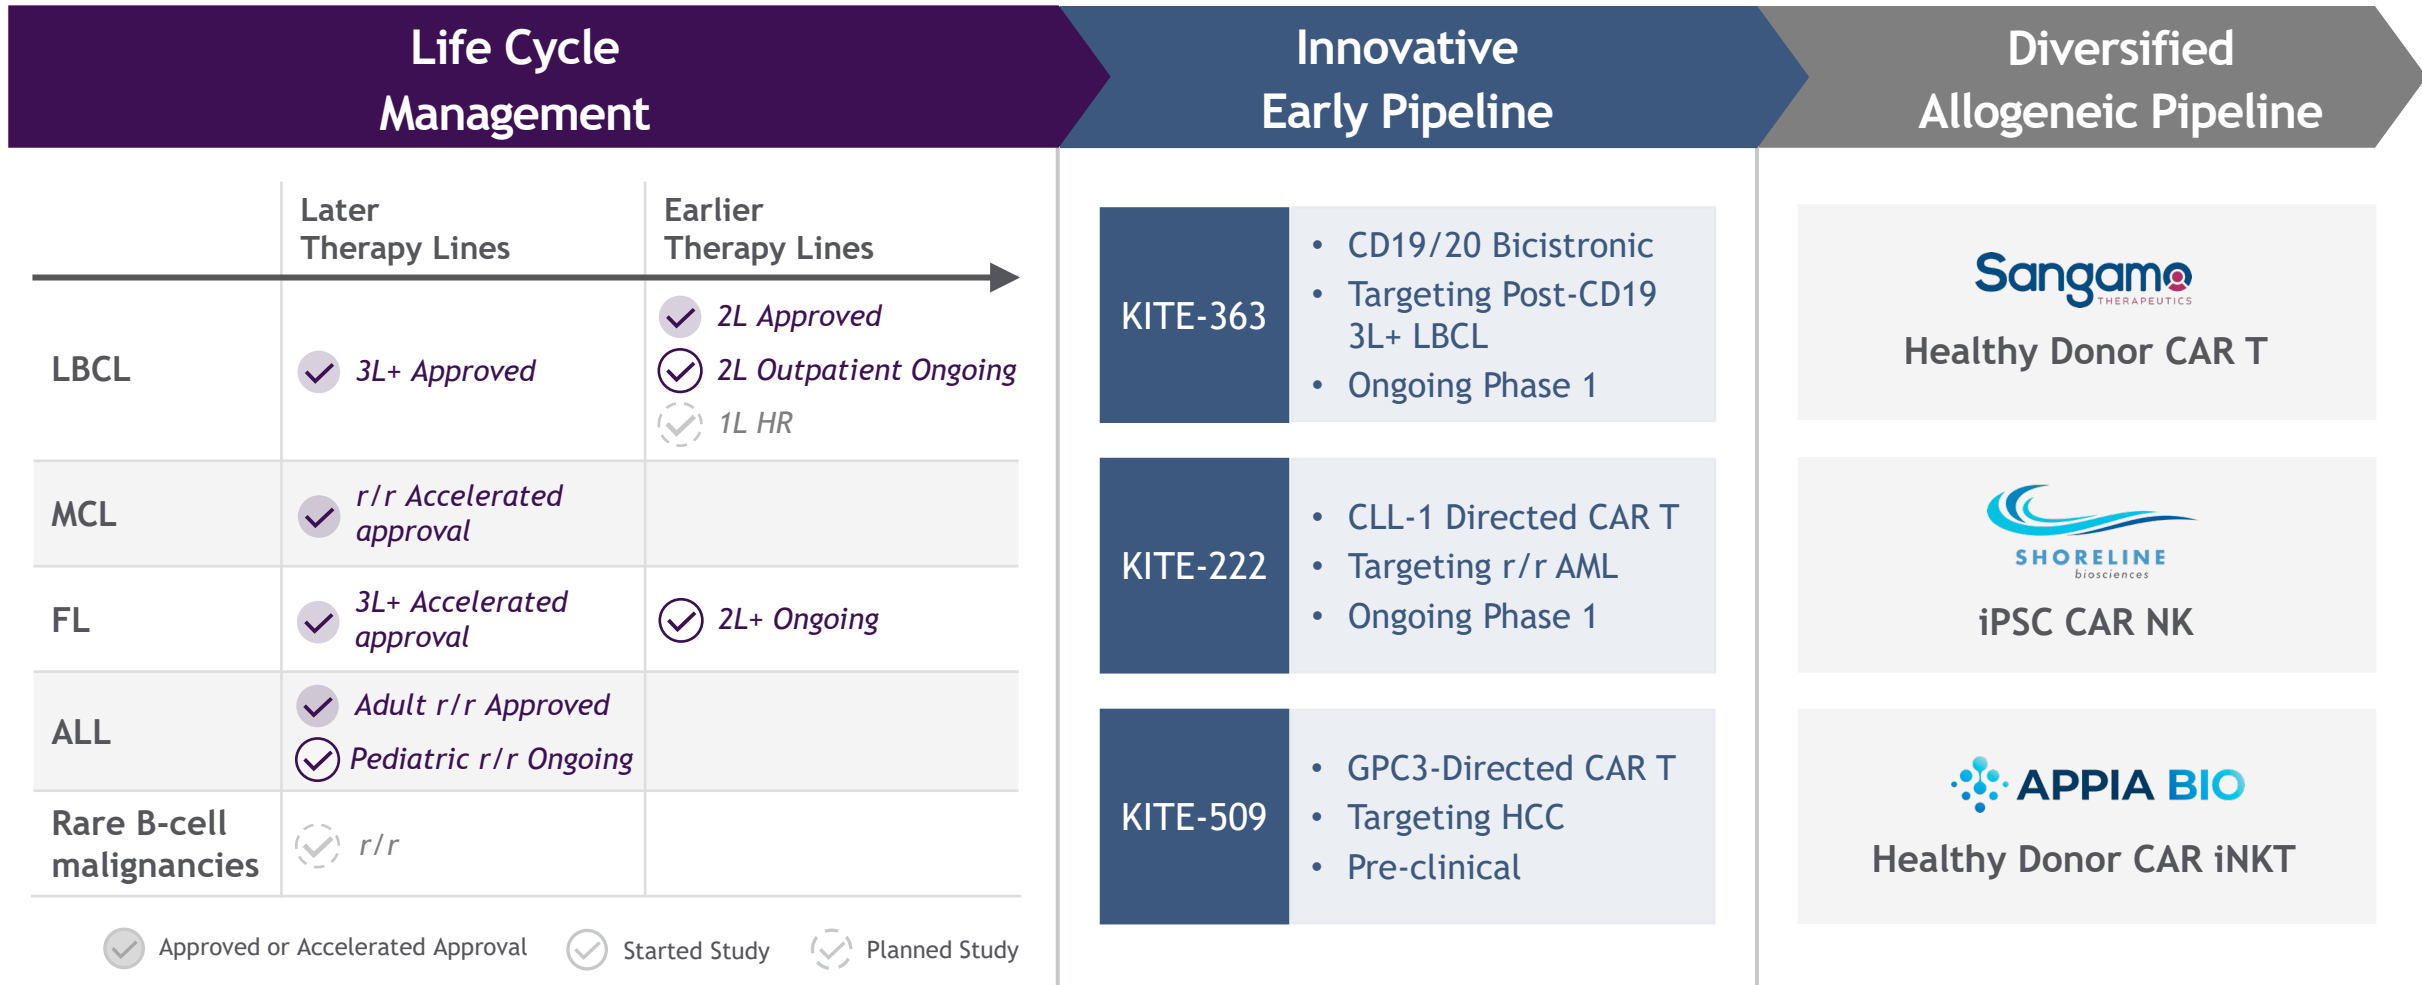 Life Cycle
Management
Innovative
Early Pipeline
Diversified
Allogeneic Pipeline
Later
Therapy Lines
Earlier
Therapy Lines
LBCL
3L+ Approved
2L Approved
2L Outpatient Ongoing
1L HR
MCL
r/r Accelerated
approval
FL
3L+ Accelerated
approval
2L+ Ongoing
ALL
Adult r/r Approved
Pediatric r/r Ongoing
Rare B-cell
malignancies
r/r
Approved or Accelerated Approval
Started Study
Planned Study
KITE-363
• CD19/20 Bicistronic
• Targeting Post-CD19
3L+ LBCL
• Ongoing Phase 1
KITE-222
• CLL-1 Directed CAR T
• Targeting r/r AML
• Ongoing Phase 1
KITE-509
• GPC3-Directed CAR T
• Targeting HCC
• Pre-clinical
Sangamo
THERAPEUTICS
Healthy Donor CAR T
SHORELINE
biosciences
iPSC CAR NK
APPIA BIO
Healthy Donor CAR iNKT